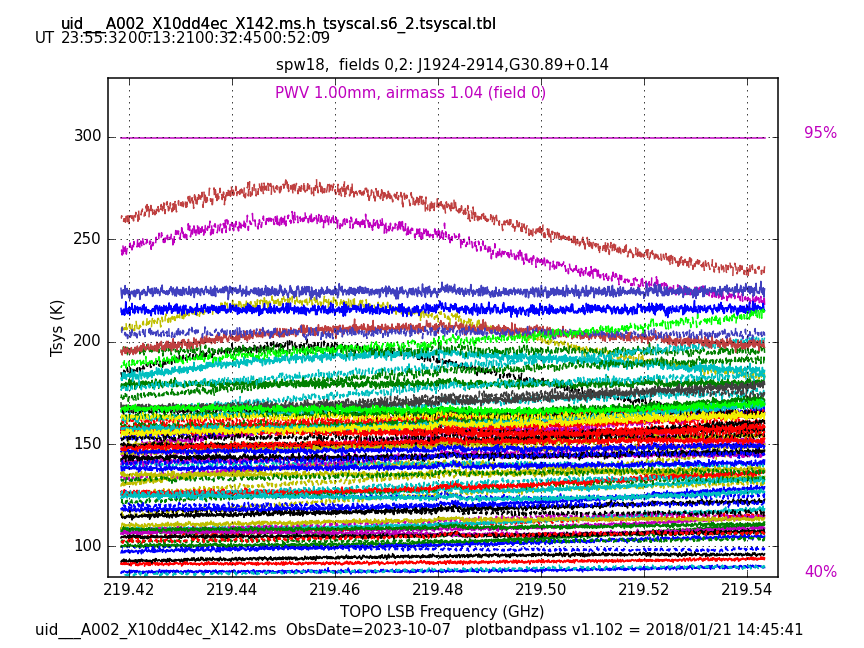 uid___A002_X10dd4ec_X142.ms.h_tsyscal.s6_2.tsyscal.tbl
UT 23:55:3200:13:2100:32:4500:52:09
spw18, fields 0,2: J1924-2914,G30.89+0.14
PWV 1.00mm, airmass 1.04 (field 0)
95%
300
250
200
150
100
Tsys (K)
40%
219.42 219.44 219.46 219.48 219.50 219.52 219.54
TOPO LSB Frequency (GHz)
uid___A002_X10dd4ec_X142.ms ObsDate=2023-10-07 plotbandpass v1.102 = 2018/01/21 14:45:41